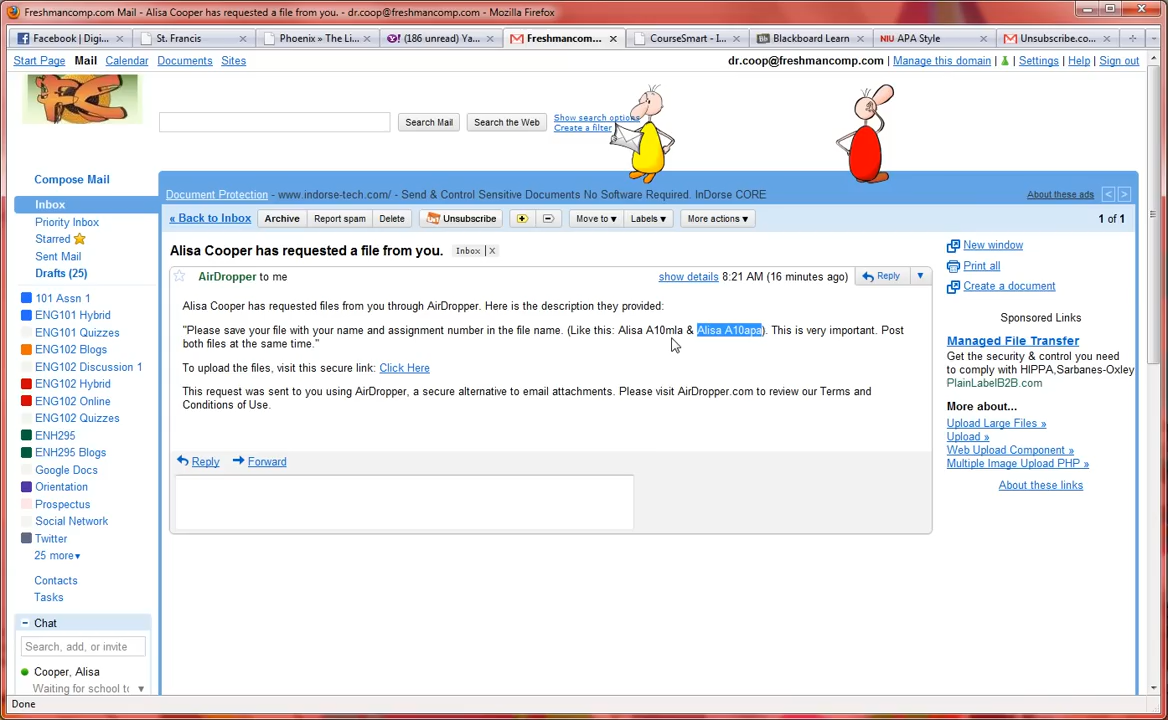 Freshmancomp.com Mail - Alisa Cooper has requested a file from you. - dr.coop@freshmancomp.com - Mozilla Firefox
Facebook | Digi...
St. Francis
Phoenix » The Li...
(186 unread) Ya...
Freshmancom...
CourseSmart - I...
Blackboard Learn
NIU APA Style
Unsubscribe.co...
Start Page Mail Calendar Documents Sites
dr.coop@freshmancomp.com | Manage this domain | Settings | Help | Sign out
Search Mail
Search the Web
Show search options
Create a filter
Compose Mail
Inbox
Priority Inbox
Starred
Sent Mail
Drafts (25)
101 Assn 1
ENG101 Hybrid
ENG101 Quizzes
ENG102 Blogs
ENG102 Discussion 1
ENG102 Hybrid
ENG102 Online
ENG102 Quizzes
ENH295
ENH295 Blogs
Google Docs
Orientation
Prospectus
Social Network
Twitter
25 more▾
Contacts
Tasks
Chat
Search, add, or invite
Cooper, Alisa
Waiting for school to
Document Protection - www.indorse-tech.com/ - Send & Control Sensitive Documents No Software Required. InDorse CORE
About these ads < >
« Back to Inbox Archive Report spam Delete Unsubscribe Move to ▾ Labels ▾ More actions ▾ 1 of 1
Alisa Cooper has requested a file from you. Inbox | X
AirDropper to me
show details 8:21 AM (16 minutes ago) Reply
Alisa Cooper has requested files from you through AirDropper. Here is the description they provided:
"Please save your file with your name and assignment number in the file name. (Like this: Alisa A10mla & Alisa A10apa). This is very important. Post
both files at the same time."
To upload the files, visit this secure link: Click Here
This request was sent to you using AirDropper, a secure alternative to email attachments. Please visit AirDropper.com to review our Terms and
Conditions of Use.
Reply Forward
New window
Print all
Create a document
Sponsored Links
Managed File Transfer
Get the security & control you need
to comply with HIPPA,Sarbanes-Oxley
PlainLabelB2B.com
More about...
Upload Large Files »
Upload »
Web Upload Component »
Multiple Image Upload PHP »
About these links
Done